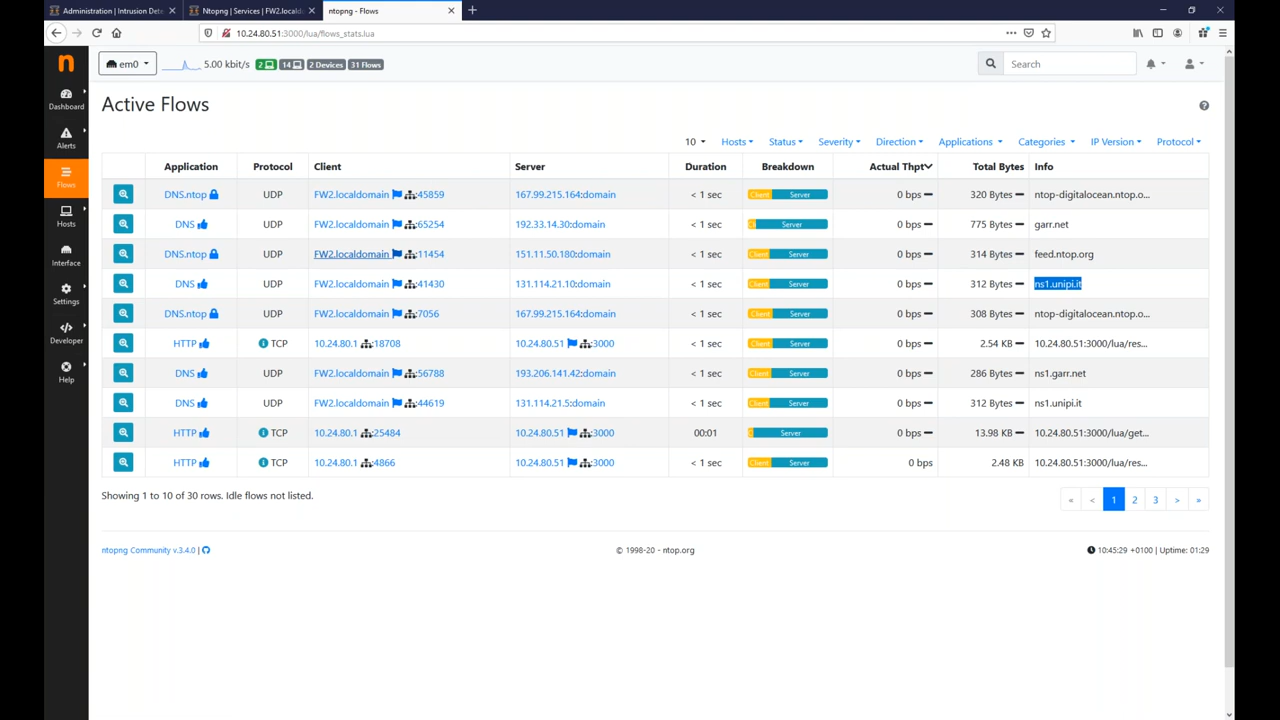 Administration | Intrusion Dete
Ntopng | Services | FW2.locald
ntopng - Flows
10.24.80.51:3000/lua/flows_stats.lua
em0
5.00 kbit/s
2
14
2 Devices
31 Flows
Search
Dashboard
Alerts
Flows
Hosts
Interface
Settings
Developer
Help
Active Flows
10 Hosts Status Severity Direction Applications Categories IP Version Protocol
Application Protocol Client Server Duration Breakdown Actual Thpt Total Bytes Info
DNS.ntop UDP FW2.localdomain :45859 167.99.215.164:domain < 1 sec Client Server 0 bps 320 Bytes ntop-digitalocean.ntop.o...
DNS UDP FW2.localdomain :65254 192.33.14.30:domain < 1 sec Server 0 bps 775 Bytes garr.net
DNS.ntop UDP FW2.localdomain :11454 151.11.50.180:domain < 1 sec Client Server 0 bps 314 Bytes feed.ntop.org
DNS UDP FW2.localdomain :41430 131.114.21.10:domain < 1 sec Client Server 0 bps 312 Bytes ns1.unipi.it
DNS.ntop UDP FW2.localdomain :7056 167.99.215.164:domain < 1 sec Client Server 0 bps 308 Bytes ntop-digitalocean.ntop.o...
HTTP TCP 10.24.80.1 :18708 10.24.80.51 :3000 < 1 sec Client Server 0 bps 2.54 KB 10.24.80.51:3000/lua/res...
DNS UDP FW2.localdomain :56788 193.206.141.42:domain < 1 sec Client Server 0 bps 286 Bytes ns1.garr.net
DNS UDP FW2.localdomain :44619 131.114.21.5:domain < 1 sec Client Server 0 bps 312 Bytes ns1.unipi.it
HTTP TCP 10.24.80.1 :25484 10.24.80.51 :3000 00:01 Server 0 bps 13.98 KB 10.24.80.51:3000/lua/get...
HTTP TCP 10.24.80.1 :4866 10.24.80.51 :3000 < 1 sec Client Server 0 bps 2.48 KB 10.24.80.51:3000/lua/res...
Showing 1 to 10 of 30 rows. Idle flows not listed.
« < 1 2 3 > »
ntopng Community v.3.4.0 |
© 1998-20 - ntop.org
10:45:29 +0100 | Uptime: 01:29